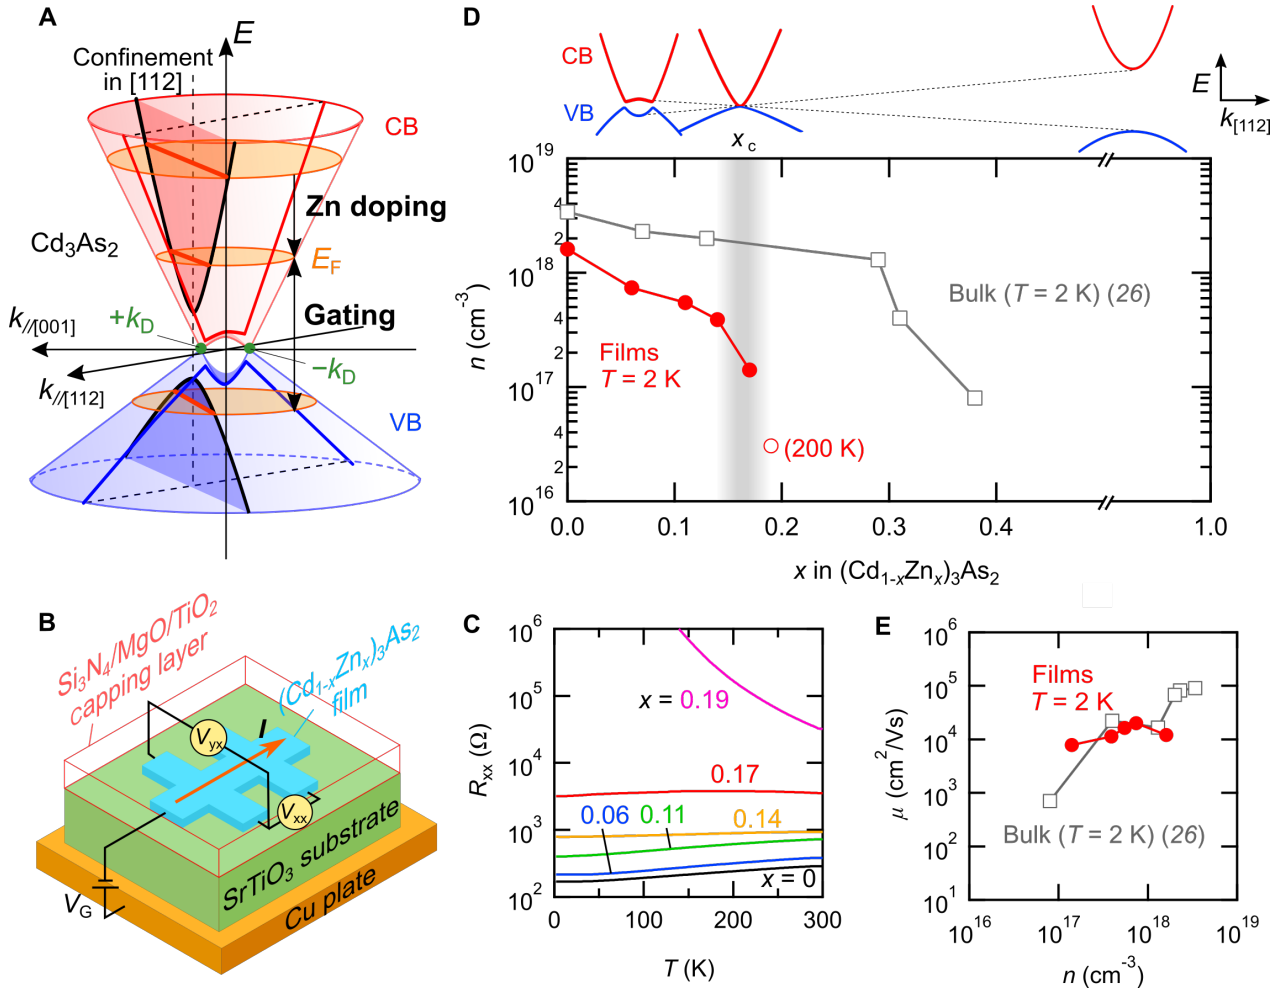 A
E
Confinement
in [112]
CB
Zn doping
Cd3As2
EF
+kD
Gating
k//[001]
−kD
k//[112]
VB
B
Si3N4/MgO/TiO2
capping layer
(Cd1-xZnx)3As2
film
I
Vyx
Vxx
SrTiO3 substrate
Cu plate
VG
C
10^6
10^5
10^4
10^3
10^2
Rxx (Ω)
x = 0.19
0.17
0.06
0.11
0.14
x = 0
0
100
200
300
T (K)
D
CB
VB
xc
E
k[112]
10^19
4
2
10^18
4
2
10^17
4
2
10^16
n (cm-3)
Bulk (T = 2 K) (26)
Films
T = 2 K
(200 K)
0.0
0.1
0.2
0.3
0.4
1.0
x in (Cd1-xZnx)3As2
E
10^6
10^5
10^4
10^3
10^2
10^1
μ (cm2/Vs)
Films
T = 2 K
Bulk (T = 2 K) (26)
10^16
10^17
10^18
10^19
n (cm-3)